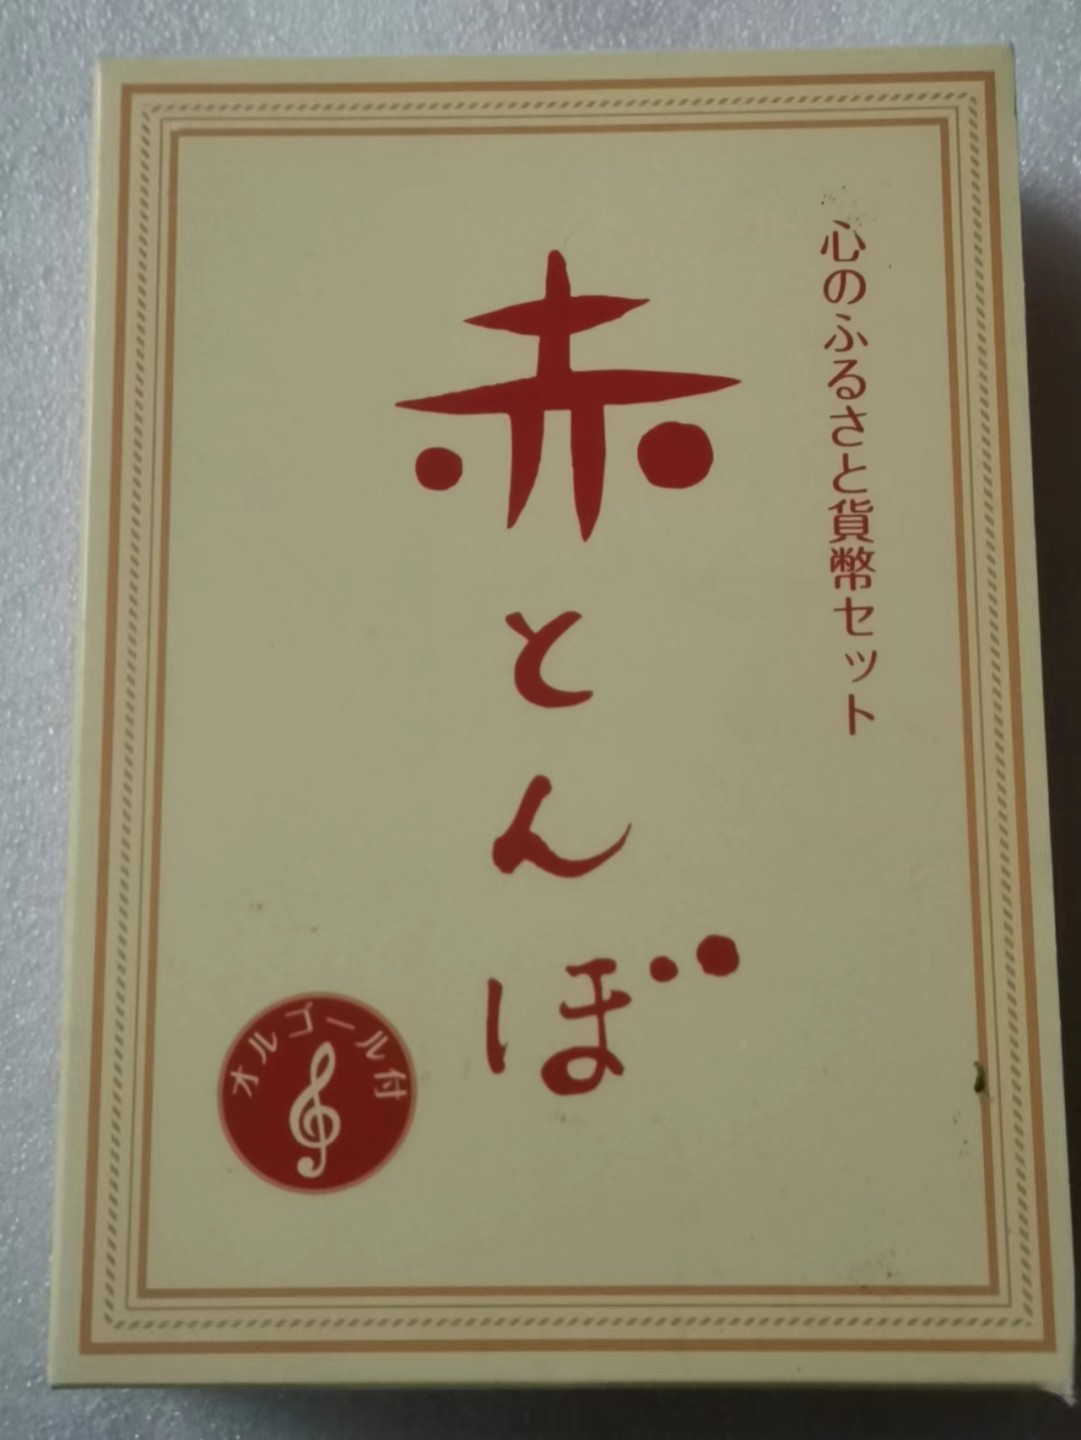 心のふるさと貨幣セット
赤とんぼ
オルゴール付